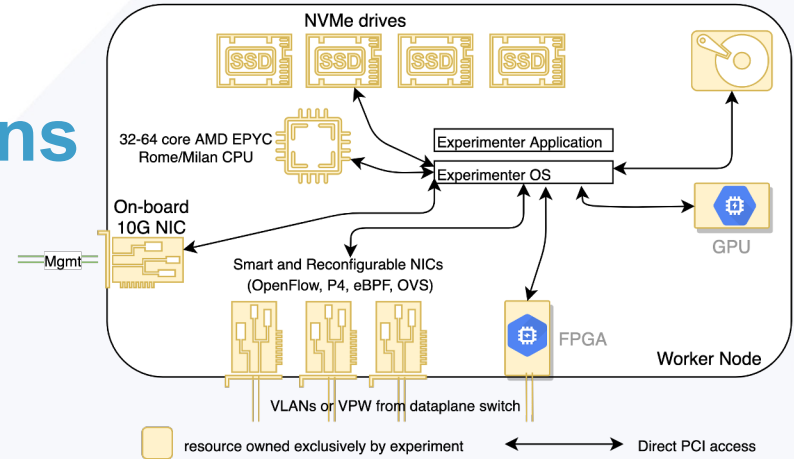 ns
NVMe drives
SSD
SSD
SSD
SSD
32-64 core AMD EPYC
Rome/Milan CPU
Experimenter Application
Experimenter OS
On-board
10G NIC
GPU
Mgmt
Smart and Reconfigurable NICs
(OpenFlow, P4, eBPF, OVS)
FPGA
Worker Node
VLANs or VPW from dataplane switch
resource owned exclusively by experiment
Direct PCI access